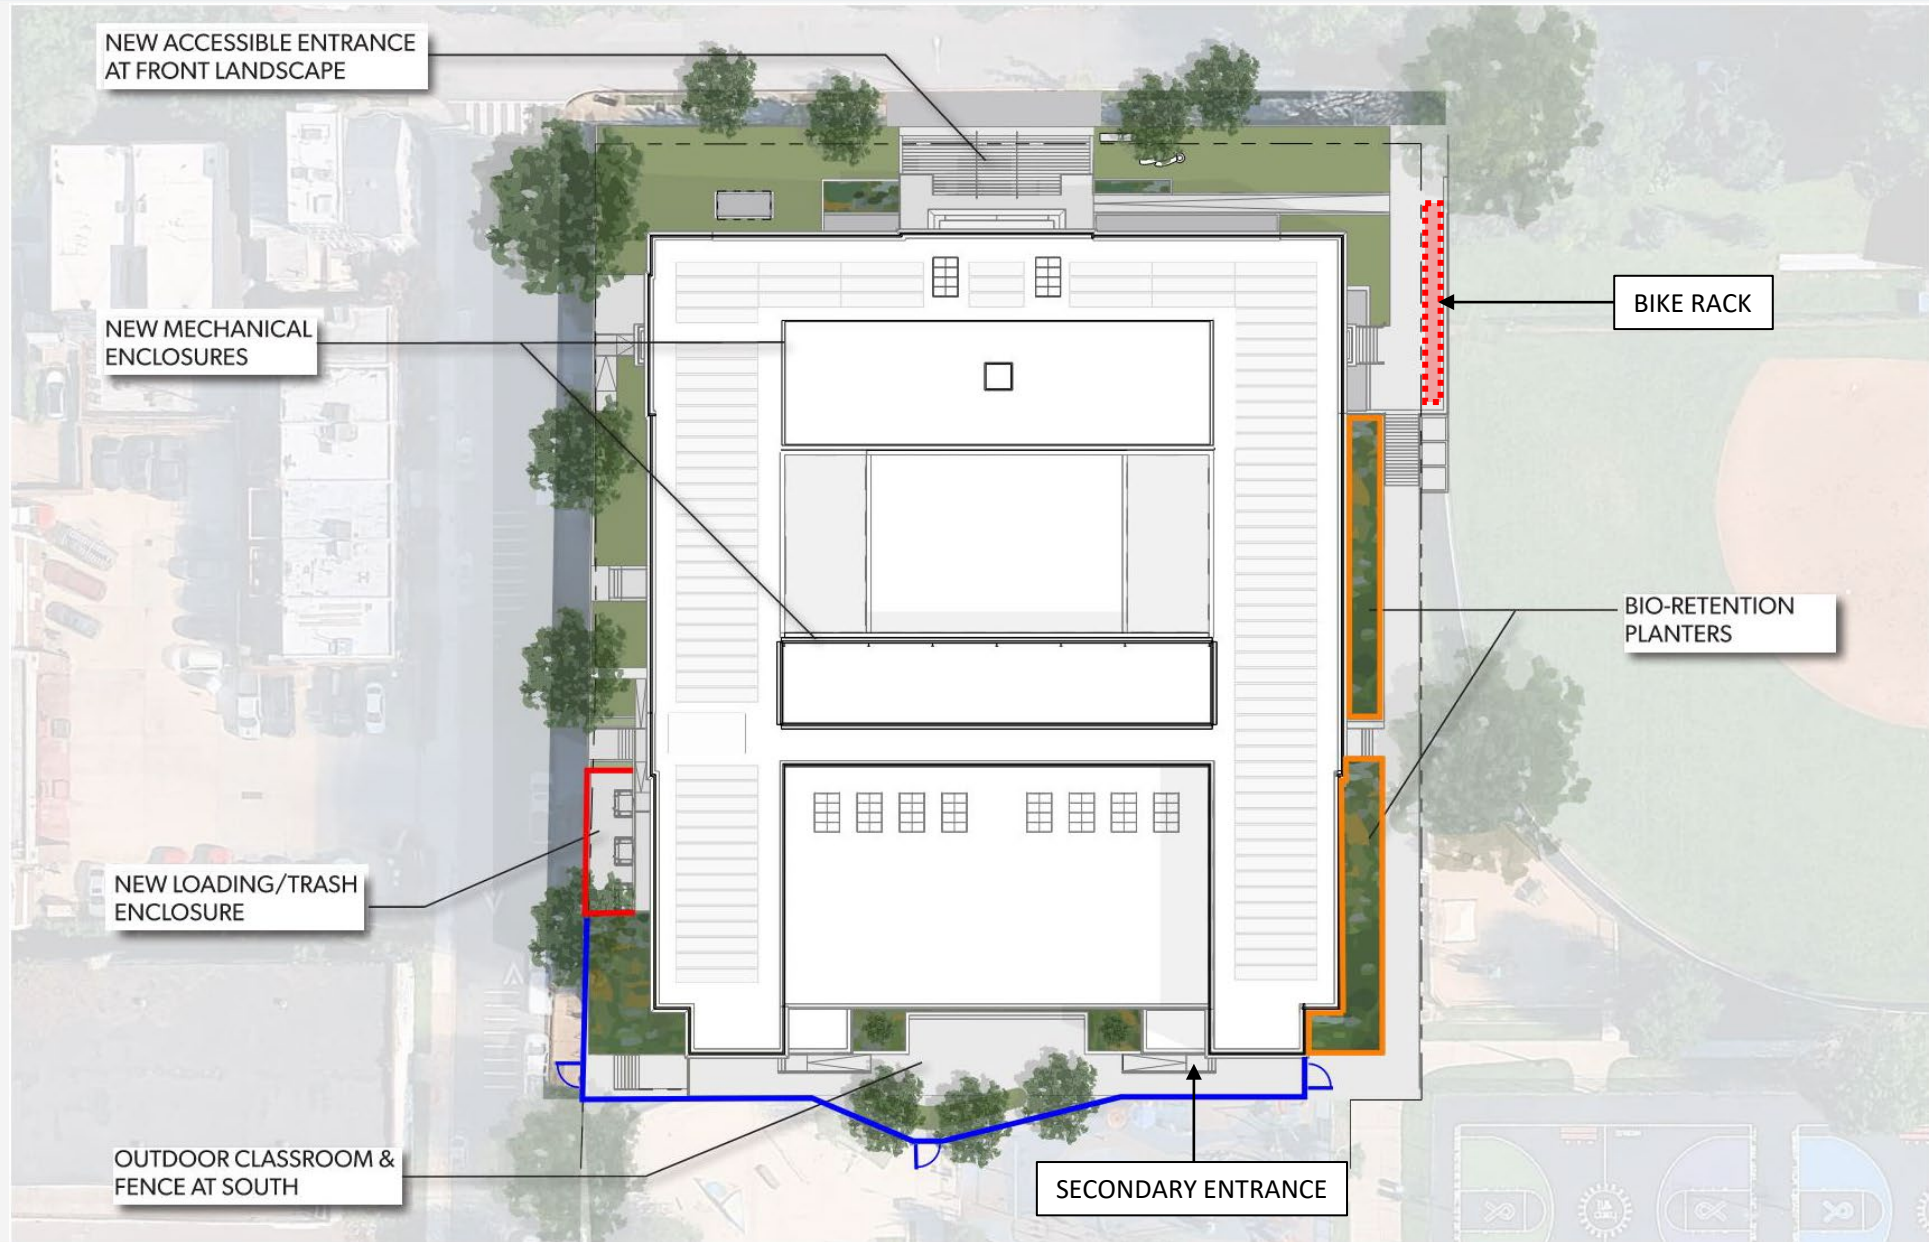 NEW ACCESSIBLE ENTRANCE
AT FRONT LANDSCAPE
BIKE RACK
NEW MECHANICAL
ENCLOSURES
BIO-RETENTION
PLANTERS
NEW LOADING/TRASH
ENCLOSURE
OUTDOOR CLASSROOM &
FENCE AT SOUTH
SECONDARY ENTRANCE